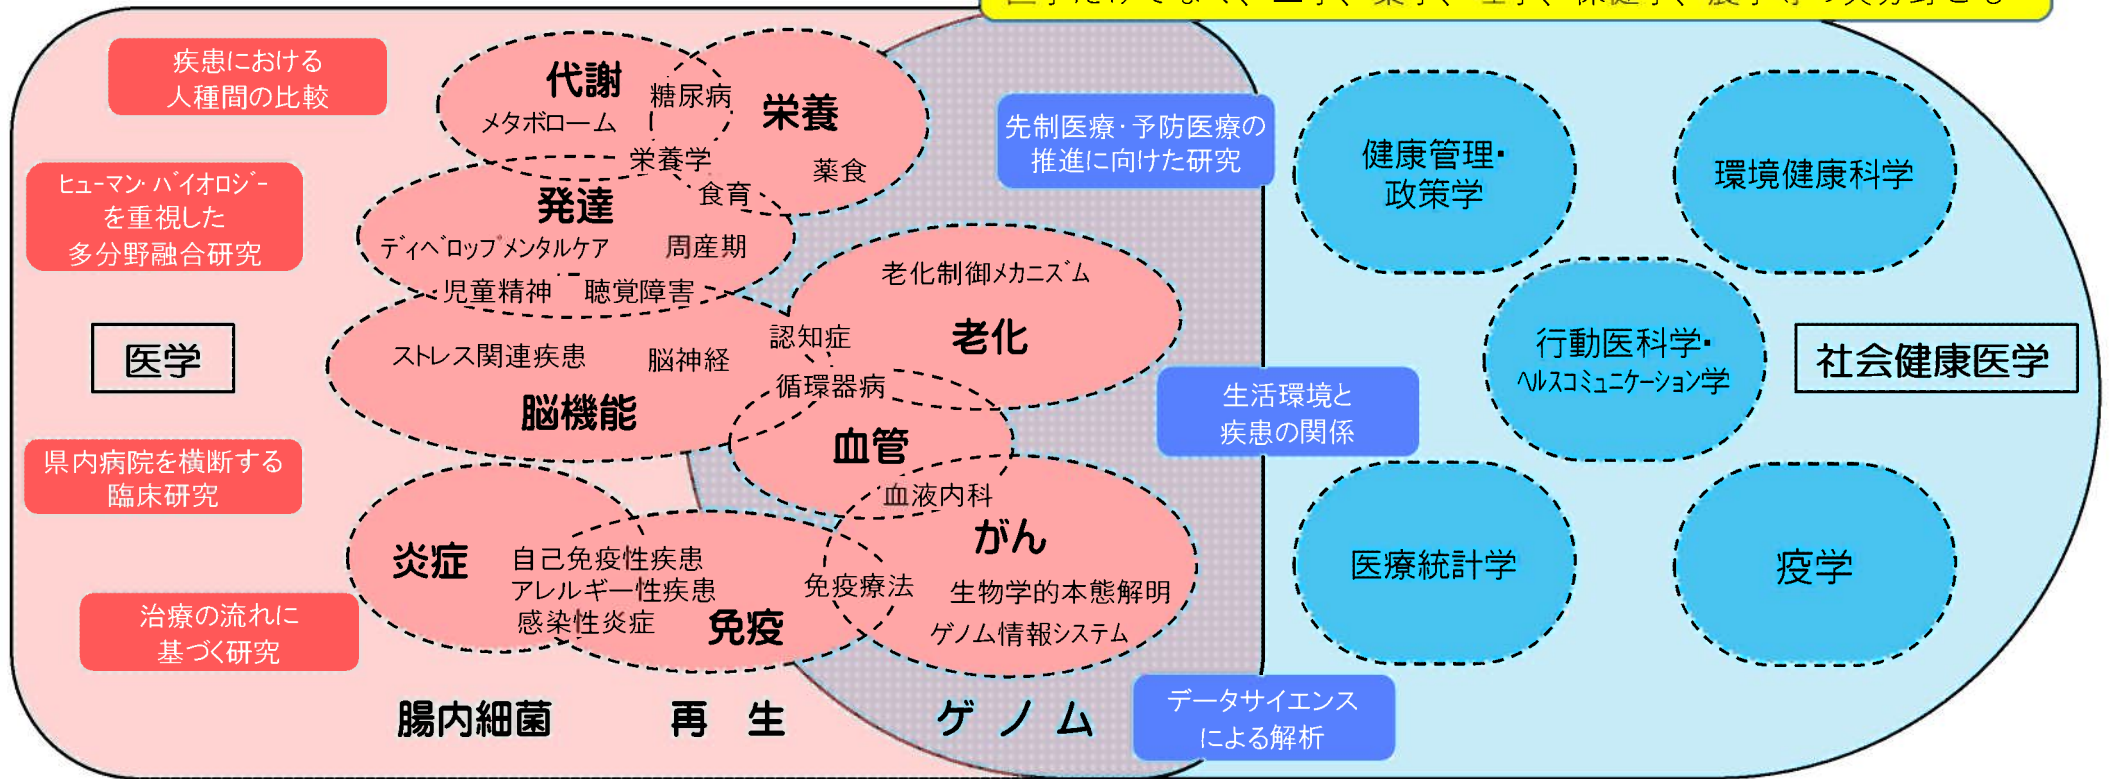 疾患における
人種間の比較
ヒューマン・バイオロジー
を重視した
多分野融合研究
医学
県内病院を横断する
臨床研究
治療の流れに
基づく研究
代謝
メタボローム
糖尿病
栄養
栄養学
薬食
食育
発達
ディベロップメンタルケア
周産期
児童精神
聴覚障害
老化制御メカニズム
老化
認知症
ストレス関連疾患
脳神経
循環器病
脳機能
血管
血液内科
がん
炎症
自己免疫性疾患
アレルギー性疾患
感染性炎症
免疫
免疫療法
生物学的本態解明
ゲノム情報システム
腸内細菌
再 生
ゲ ノ ム
先制医療・予防医療の
推進に向けた研究
生活環境と
疾患の関係
データサイエンス
による解析
健康管理・
政策学
環境健康科学
行動医科学・
ヘルスコミュニケーション学
社会健康医学
医療統計学
疫学